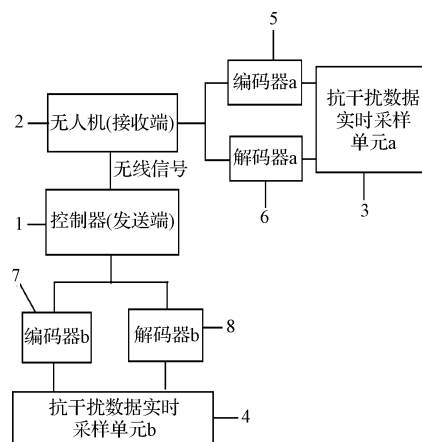 5
编码器a
抗干扰数据
实时采样
单元a
2
无人机(接收端)
解码器a
无线信号
6
3
1
控制器(发送端)
7
编码器b
解码器b
8
抗干扰数据实时
采样单元b
4